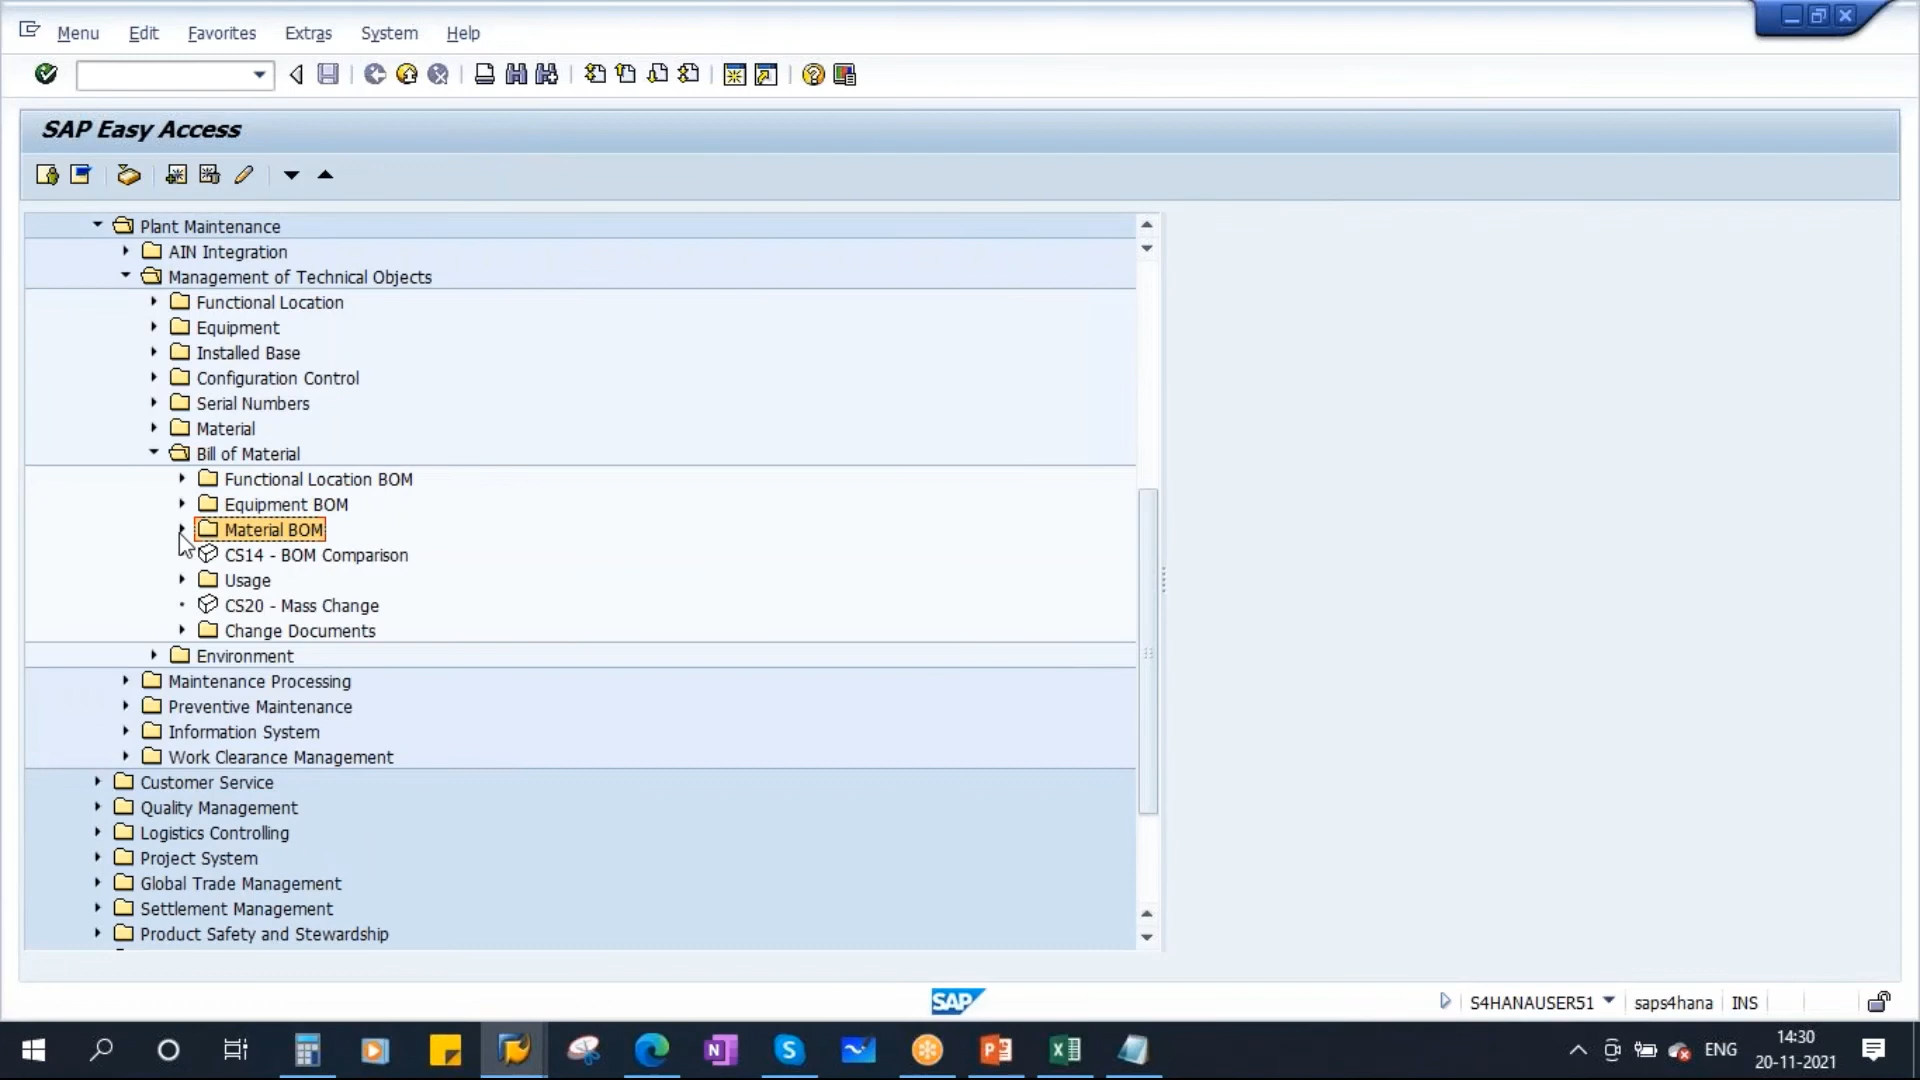 Menu Edit Favorites Extras System Help
SAP Easy Access
Plant Maintenance
AIN Integration
Management of Technical Objects
Functional Location
Equipment
Installed Base
Configuration Control
Serial Numbers
Material
Bill of Material
Functional Location BOM
Equipment BOM
Material BOM
CS14 - BOM Comparison
Usage
CS20 - Mass Change
Change Documents
Environment
Maintenance Processing
Preventive Maintenance
Information System
Work Clearance Management
Customer Service
Quality Management
Logistics Controlling
Project System
Global Trade Management
Settlement Management
Product Safety and Stewardship
SAP
S4HANAUSER51 saps4hana INS
ENG
14:30
20-11-2021